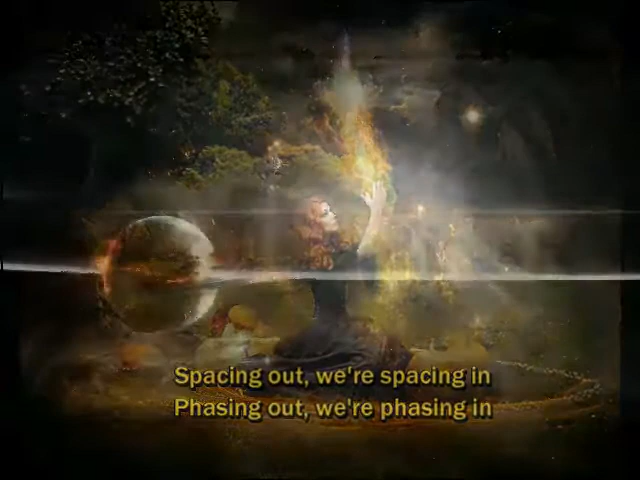 Spacing out, we're spacing in
Phasing out, we're phasing in